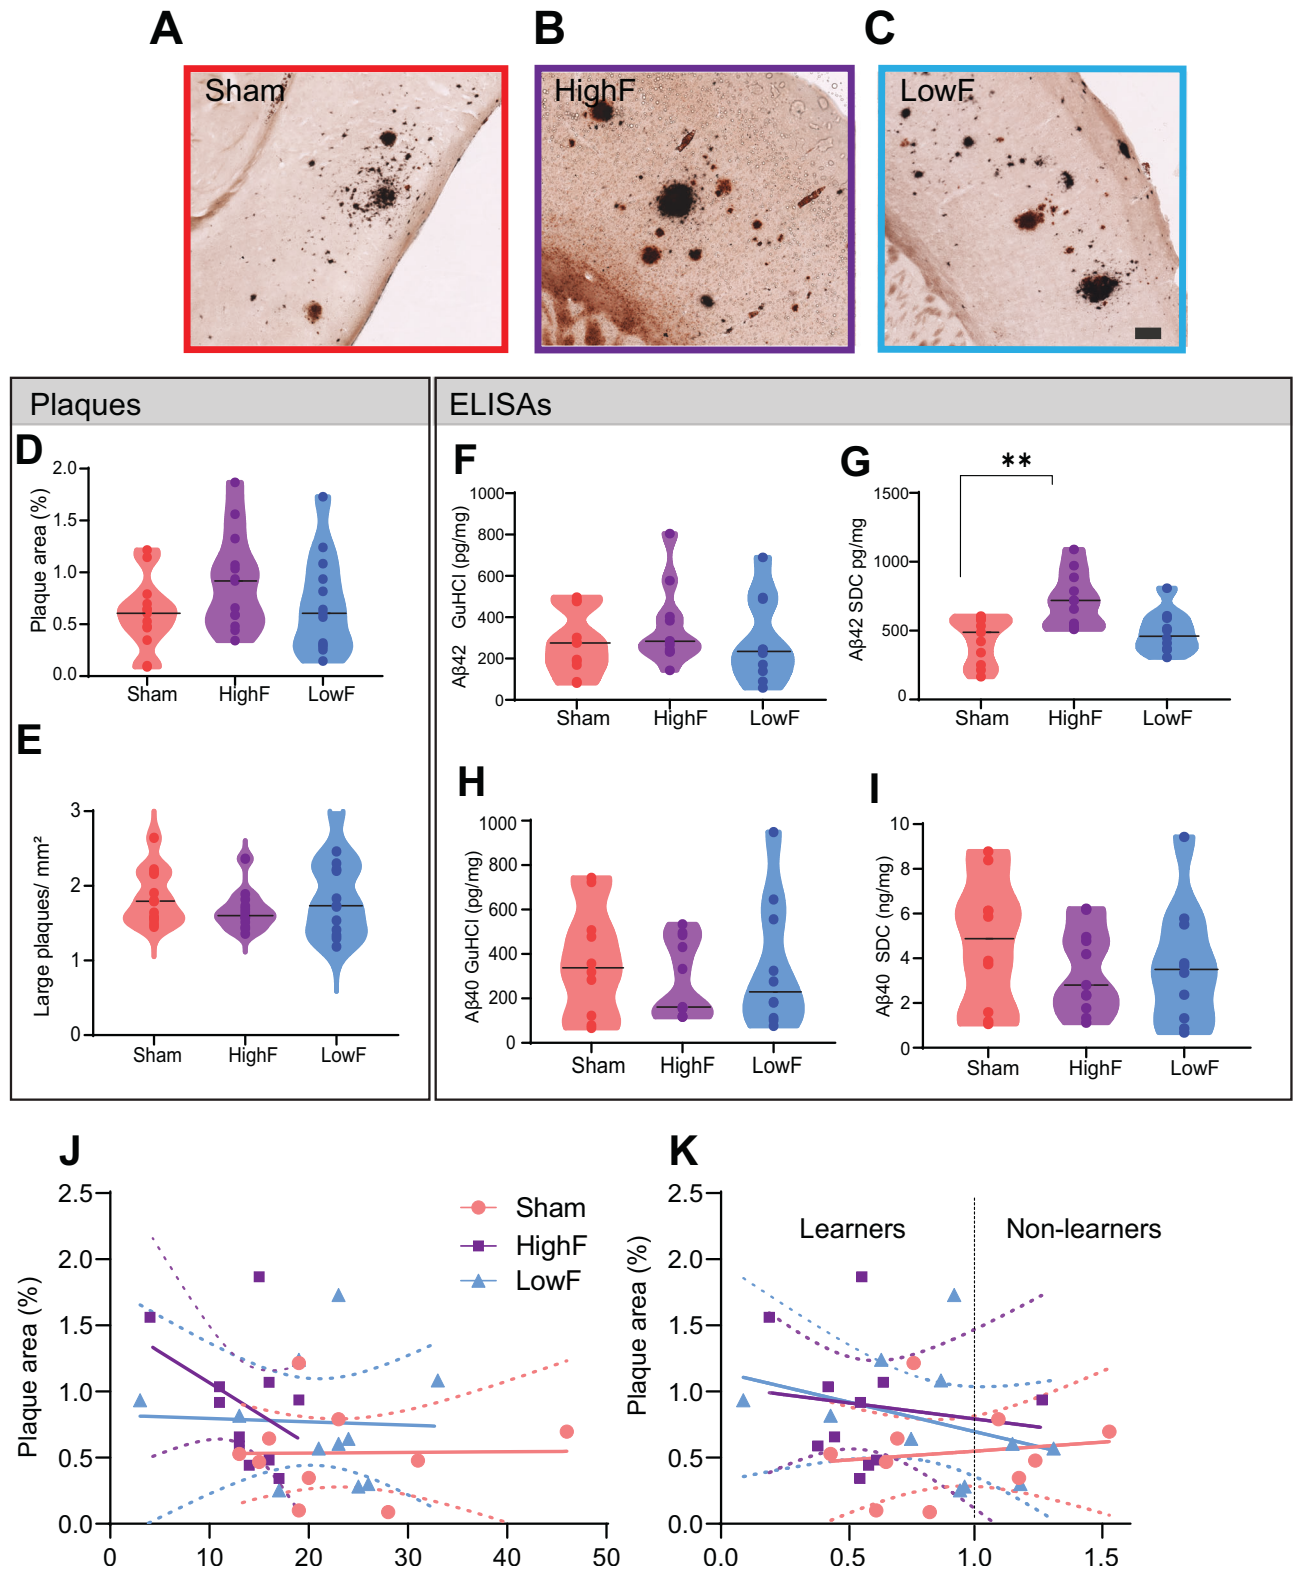 A
B
C
Sham
HighF
LowF
Plaques
ELISAs
D
Plaque area (%)
2.0
1.5
1.0
0.5
0.0
Sham HighF LowF
E
Large plaques/ mm²
3
2
1
0
Sham HighF LowF
F
Aβ42 GuHCl (pg/mg)
1000
800
600
400
200
0
Sham HighF LowF
G
**
Aβ42 SDC pg/mg
1500
1000
500
0
Sham HighF LowF
H
Aβ40 GuHCl (pg/mg)
1000
800
600
400
200
0
Sham HighF LowF
I
Aβ40 SDC (ng/mg)
10
8
6
4
2
0
Sham HighF LowF
J
Plaque area (%)
2.5
2.0
1.5
1.0
0.5
0.0
0 10 20 30 40 50
Sham
HighF
LowF
K
Plaque area (%)
2.5
2.0
1.5
1.0
0.5
0.0
0.0 0.5 1.0 1.5
Learners Non-learners